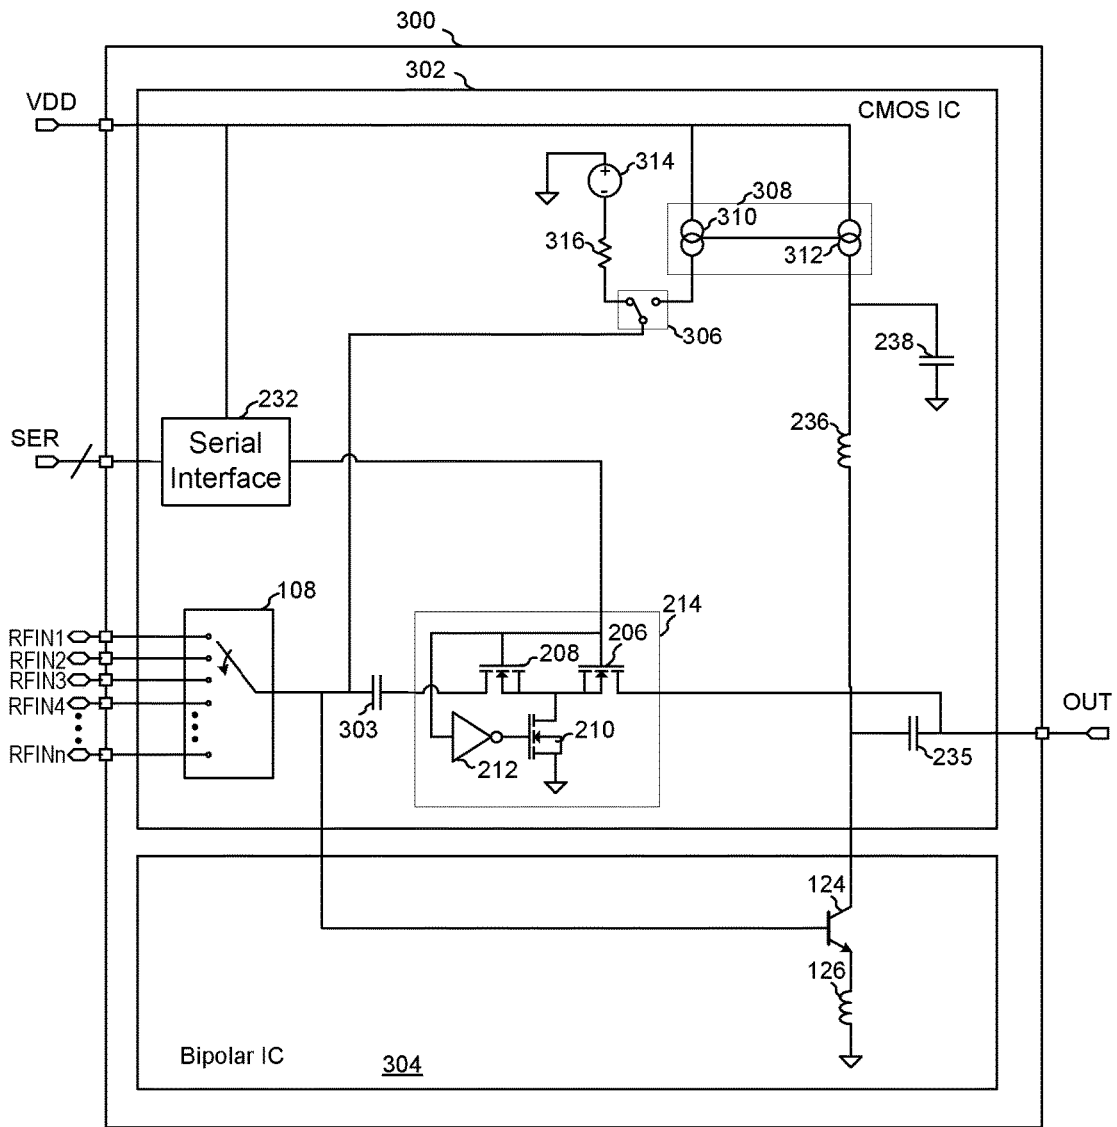 300
302
VDD
CMOS IC
314
308
310
316
312
306
238
232
236
SER
Serial
Interface
108
214
206
RFIN1
208
RFIN2
RFIN3
RFIN4
OUT
303
210
RFINn
212
235
124
126
Bipolar IC
304
+
-